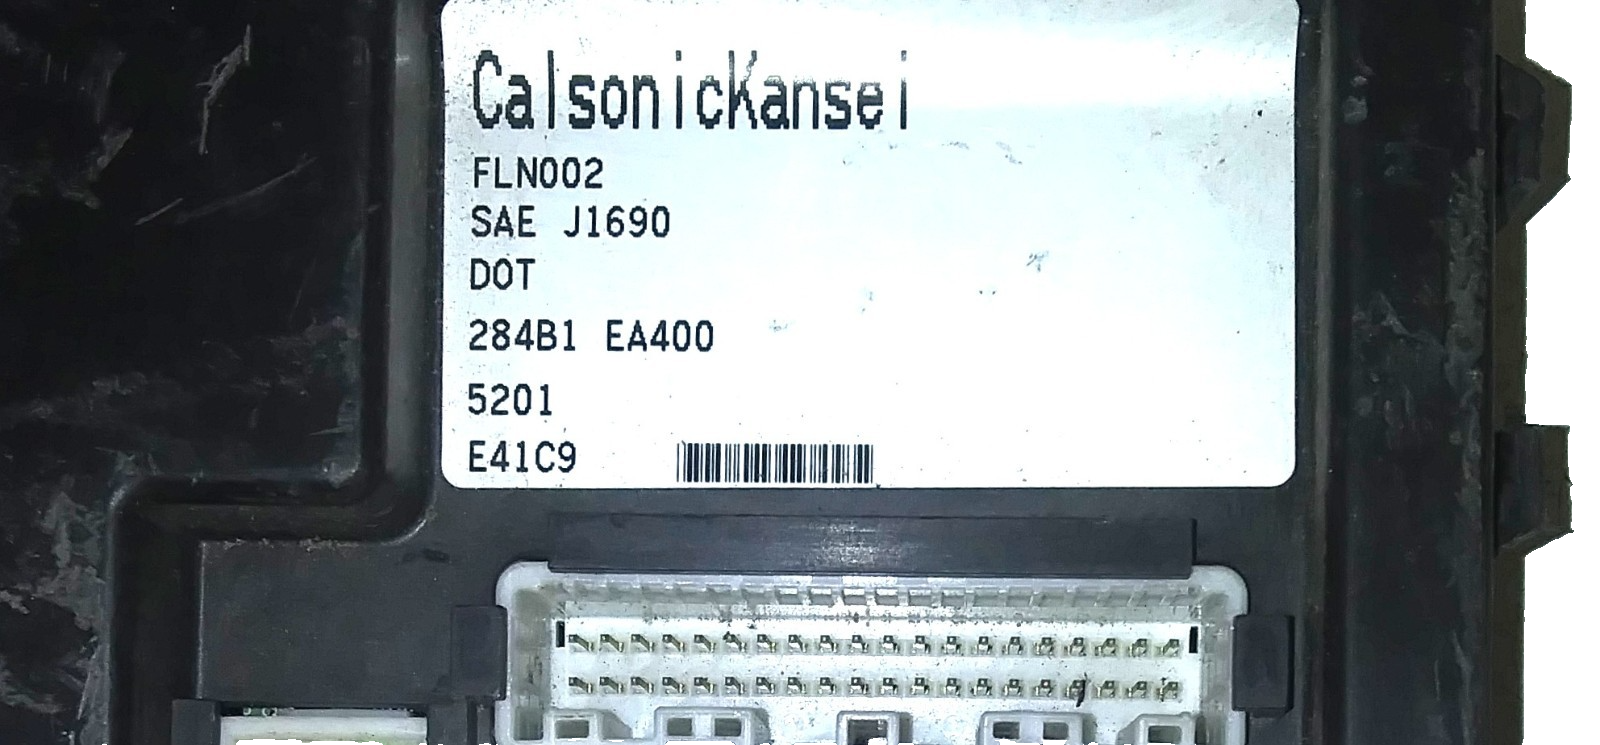 CalsonicKansei
FLN002
SAE J1690
DOT
284B1 EA400
5201
E41C9